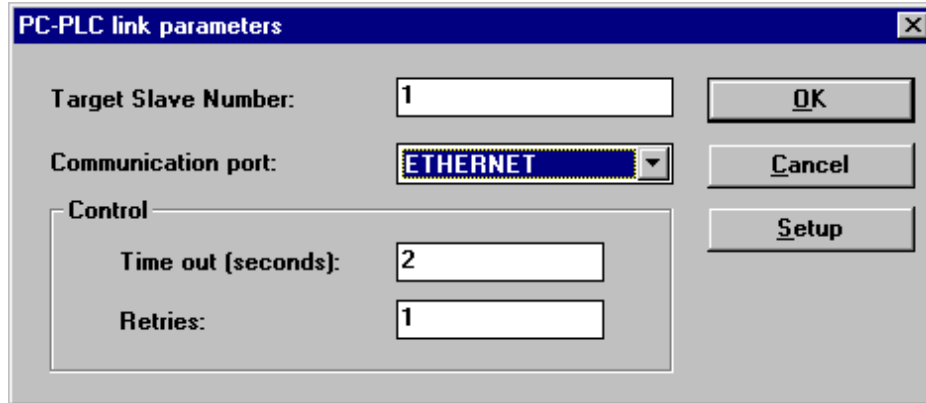 PC-PLC link parameters
Target Slave Number: 1
OK
Communication port: ETHERNET
Cancel
Control
Setup
Time out (seconds): 2
Retries: 1